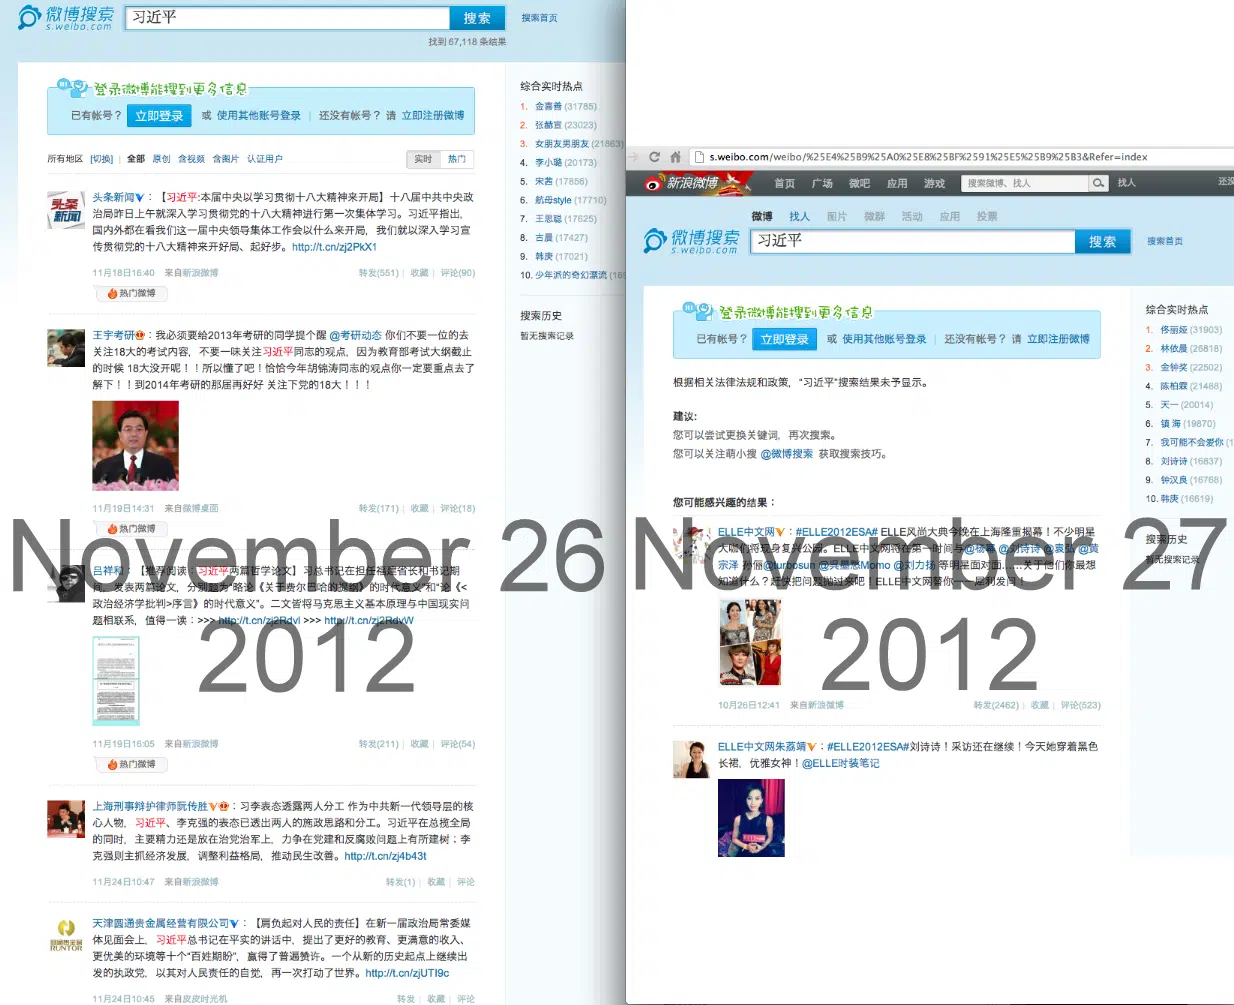 微博搜索
s.weibo.com
习近平
搜索
搜索首页
找到 67,118 条结果
登录微博能搜到更多信息
已有帐号？ 立即登录 或 使用其他账号登录 | 还没有帐号？ 请 立即注册微博
所有地区 [切换] | 全部 原创 含视频 含图片 认证用户
实时 热门
头条新闻：【习近平:本届中央以学习贯彻十八大精神来开局】十八届中共中央政
治局昨日上午就深入学习贯彻党的十八大精神进行第一次集体学习。习近平指出,
国内外都在看我们这一届中央领导集体工作会以什么来开局, 我们就以深入学习宣
传贯彻党的十八大精神来开好局、起好步。http://t.cn/zj2PkX1
11月18日16:40 来自新浪微博
转发(551) | 收藏 | 评论(90)
热门微博
王宇考研：我必须要给2013年考研的同学提个醒 @考研动态 你们不要一位的去
关注18大的考试内容, 不要一味关注习近平同志的观点, 因为教育部考试大纲截止
的时候 18大没开呢！！所以懂了吧！恰恰今年胡锦涛同志的观点你一定要重点去了
解下！！到2014年考研的那届再好好 关注下党的18大！！！
11月19日14:31 来自微博桌面
转发(171) | 收藏 | 评论(18)
热门微博
吕祥和：【推荐阅读：习近平两篇哲学论文】习总书记在担任福建省长和书记期
间, 发表两篇论文, 分别题为“略论《关于费尔巴哈的提纲》的时代意义”和“论《<
政治经济学批判>序言》的时代意义”。二文皆将马克思主义基本原理与中国现实问
题相联系, 值得一读：>>> http://t.cn/zj2Rdvl >>> http://t.cn/zj2RdvW
11月19日16:05 来自新浪微博
转发(211) | 收藏 | 评论(54)
热门微博
上海刑事辩护律师阮传胜：习李表态透露两人分工 作为中共新一代领导层的核
心人物, 习近平、李克强的表态已透出两人的施政思路和分工。习近平在总揽全局
的同时, 主要精力还是放在治党治军上, 力争在党建和反腐败问题上有所建树；李
克强则主抓经济发展, 调整利益格局, 推动民生改善。http://t.cn/zj4b43t
11月24日10:47 来自新浪微博
转发(1) | 收藏 | 评论
天津圆通贵金属经营有限公司：【肩负起对人民的责任】在新一届政治局常委媒
体见面会上, 习近平总书记在平实的讲话中, 提出了更好的教育、更满意的收入、
更优美的环境等十个“百姓期盼”, 赢得了普遍赞许。一个从新的历史起点上继续出
发的执政党, 以其对人民责任的自觉, 再一次打动了世界。http://t.cn/zjUTI9c
11月24日10:45 来自皮皮时光机
转发 | 收藏 | 评论
头条
新闻
RUNTOR
综合实时热点
1. 金喜善 (31785)
2. 张赫宣 (23023)
3. 女朋友男朋友 (21863)
4. 李小璐 (20173)
5. 宋茜 (17856)
6. 航母style (17710)
7. 王思聪 (17625)
8. 古晨 (17427)
9. 韩庚 (17021)
10. 少年派的奇幻漂流
搜索历史
暂无搜索记录
November 26
2012
s.weibo.com/weibo/%25E4%25B9%25A0%25E8%25BF%2591%25E5%25B9%25B3&Refer=index
新浪微博
首页 广场 微吧 应用 游戏
搜索微博、找人
找人
微博 找人 图片 微群 活动 应用 投票
微博搜索
s.weibo.com
习近平
搜索
搜索首页
登录微博能搜到更多信息
已有帐号？ 立即登录 或 使用其他账号登录 | 还没有帐号？ 请 立即注册微博
根据相关法律法规和政策, “习近平”搜索结果未予显示。
建议:
您可以尝试更换关键词, 再次搜索。
您可以关注萌小搜 @微博搜索 获取搜索技巧。
您可能感兴趣的结果：
ELLE中文网：#ELLE2012ESA# ELLE风尚大典今晚在上海隆重揭幕！不少明星
大咖们将现身复兴公园。ELLE中文网将在第一时间与@杨幂 @刘诗诗 @袁弘 @黄
宗泽 孙俪@turbosun @吴墨忿Momo @刘力扬 等明星面对面……关于他们你最想
知道什么？赶快把问题抛过来吧！ELLE中文网替你一一犀利发问！
10月26日12:41 来自新浪微博
转发(2462) | 收藏 | 评论(523)
ELLE中文网朱荔靖：#ELLE2012ESA#刘诗诗！采访还在继续！今天她穿着黑色
长裙, 优雅女神！@ELLE时装笔记
综合实时热点
1. 佟丽娅 (31903)
2. 林依晨 (26818)
3. 金钟奖 (22502)
4. 陈柏霖 (21488)
5. 天一 (20014)
6. 镇海 (19870)
7. 我可能不会爱你
8. 刘诗诗 (16837)
9. 钟汉良 (16768)
10. 韩庚 (16619)
搜索历史
暂无搜索记录
November 27
2012